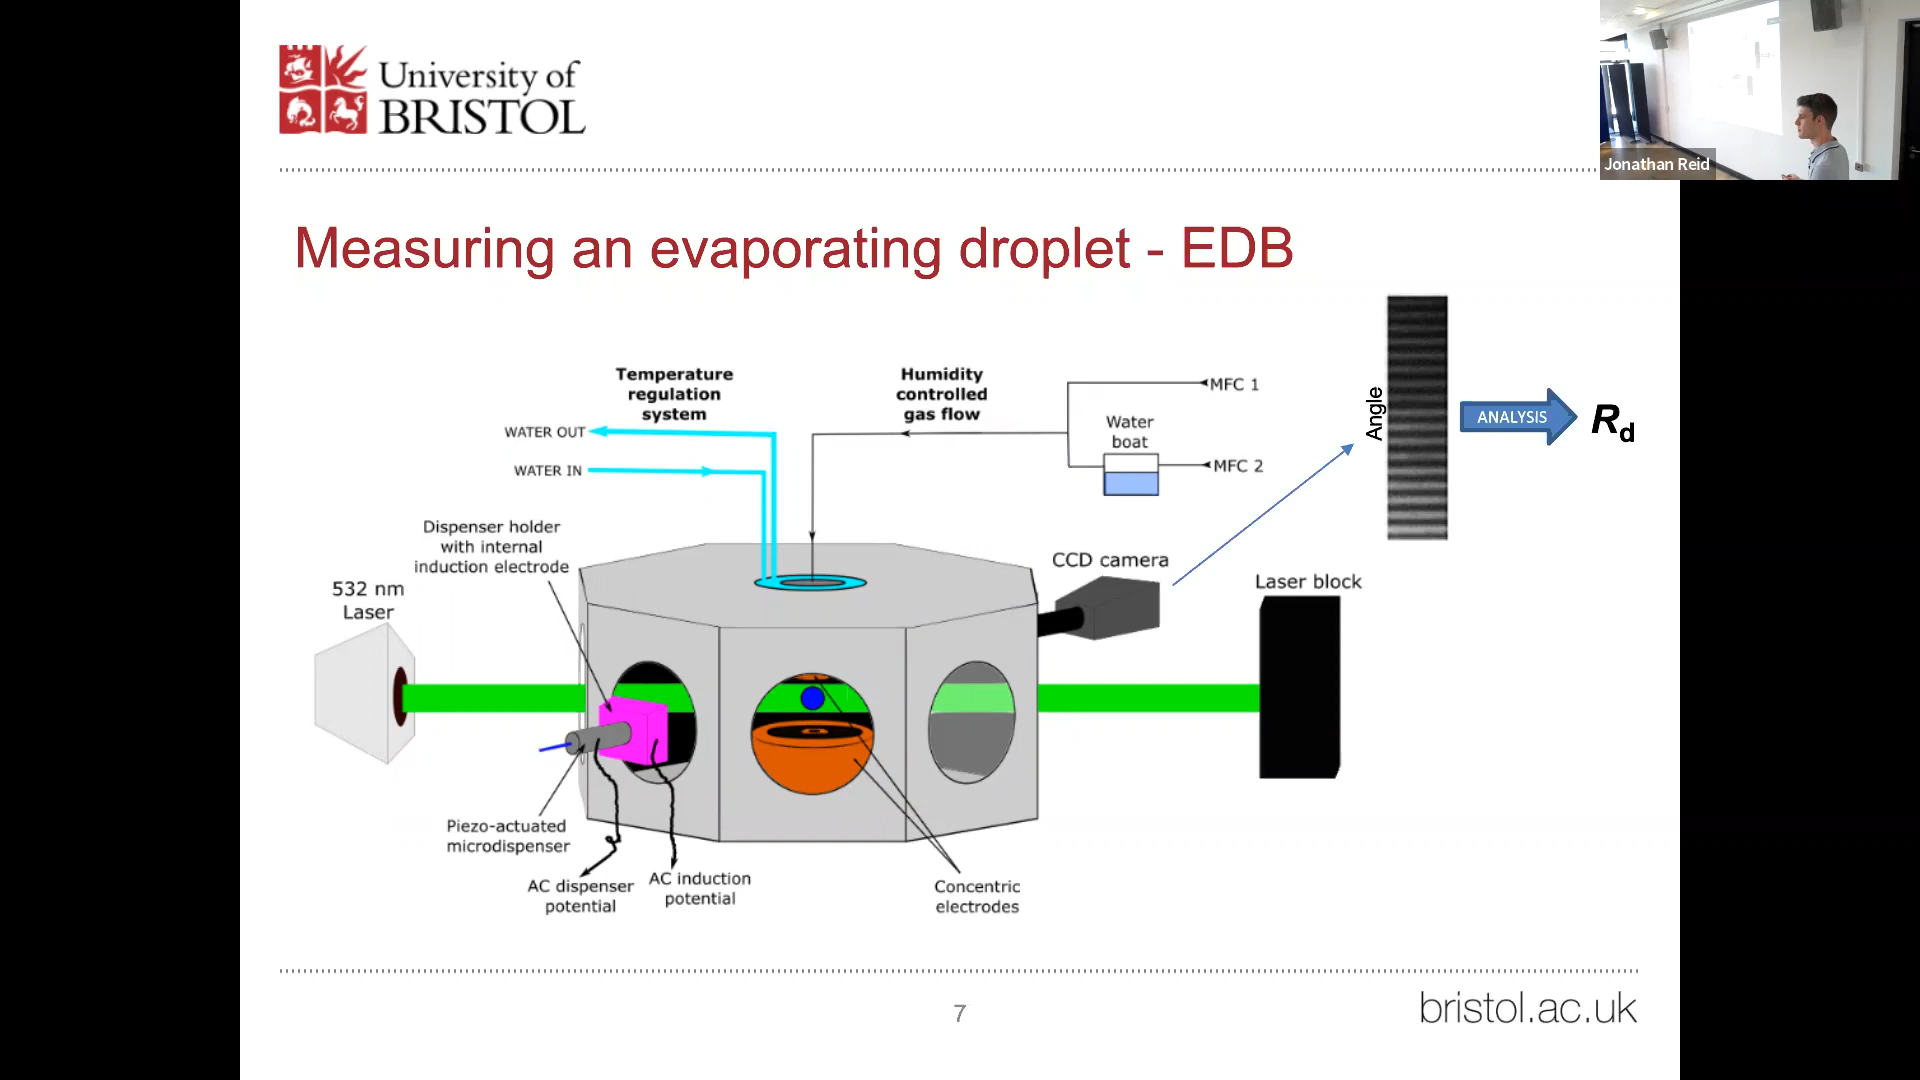 University of
BRISTOL
Jonathan Reid
Measuring an evaporating droplet - EDB
Temperature
regulation
system
WATER OUT
WATER IN
Humidity
controlled
gas flow
MFC 1
Water
boat
MFC 2
Angle
ANALYSIS
Rd
Dispenser holder
with internal
induction electrode
532 nm
Laser
CCD camera
Laser block
Piezo-actuated
microdispenser
AC dispenser
potential
AC induction
potential
Concentric
electrodes
7
bristol.ac.uk